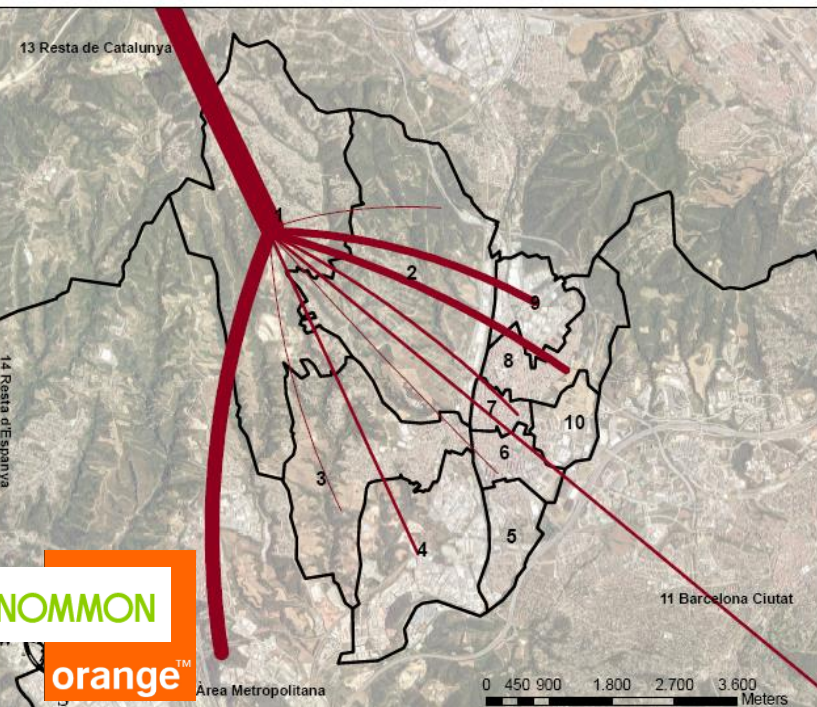 13 Resta de Catalunya
1
2
9
8
14 Resta d'Espanya
7
10
6
3
5
4
NOMMON
11 Barcelona Ciutat
orange™
Àrea Metropolitana
0 450 900 1.800 2.700 3.600
Meters